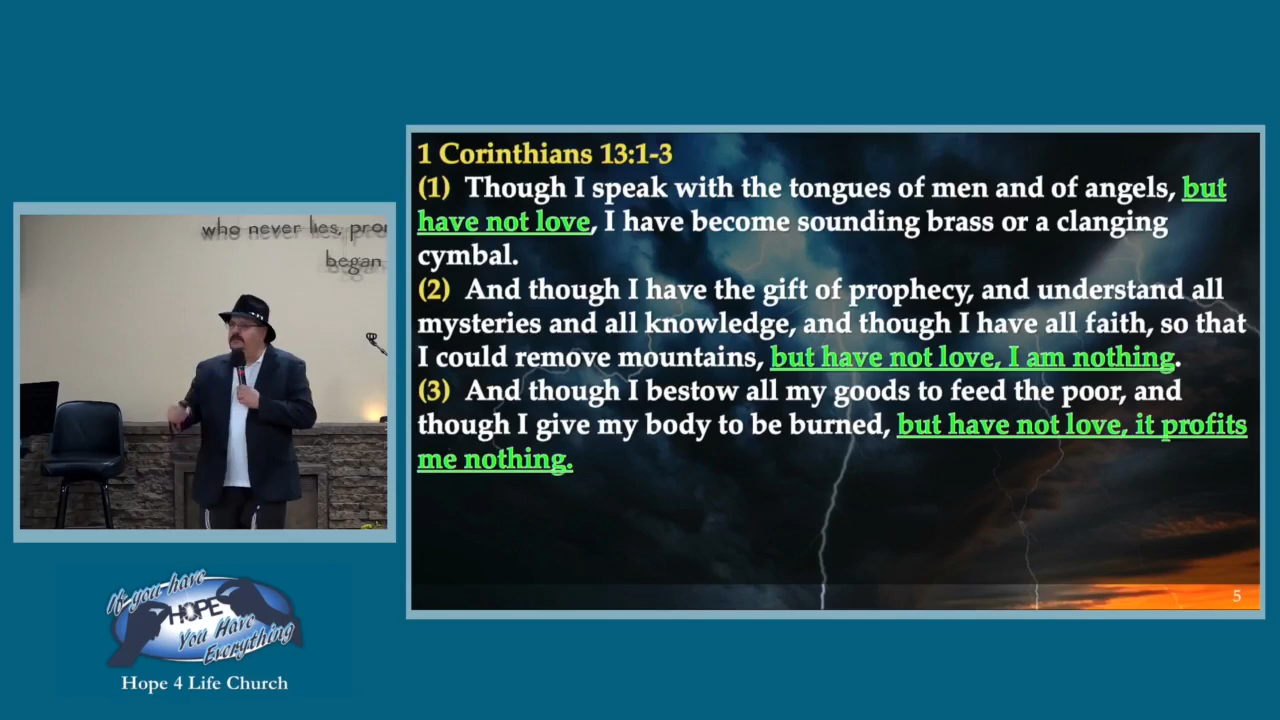 who never lies, pro
began
1 Corinthians 13:1-3
(1) Though I speak with the tongues of men and of angels, but
have not love, I have become sounding brass or a clanging
cymbal.
(2) And though I have the gift of prophecy, and understand all
mysteries and all knowledge, and though I have all faith, so that
I could remove mountains, but have not love, I am nothing.
(3) And though I bestow all my goods to feed the poor, and
though I give my body to be burned, but have not love, it profits
me nothing.
5
If you have
HOPE
You Have
Everything
Hope 4 Life Church